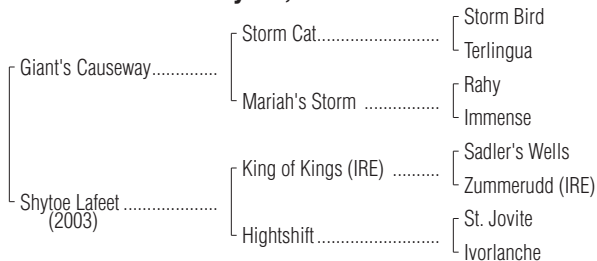 Storm Bird
Storm Cat....................
Terlingua
Giant's Causeway..............
Rahy
Mariah's Storm ................
Immense
Sadler's Wells
King of Kings (IRE) ..........
Zummerudd (IRE)
Shytoe Lafeet ....................
(2003)
St. Jovite
Hightshift..........................
Ivorlanche